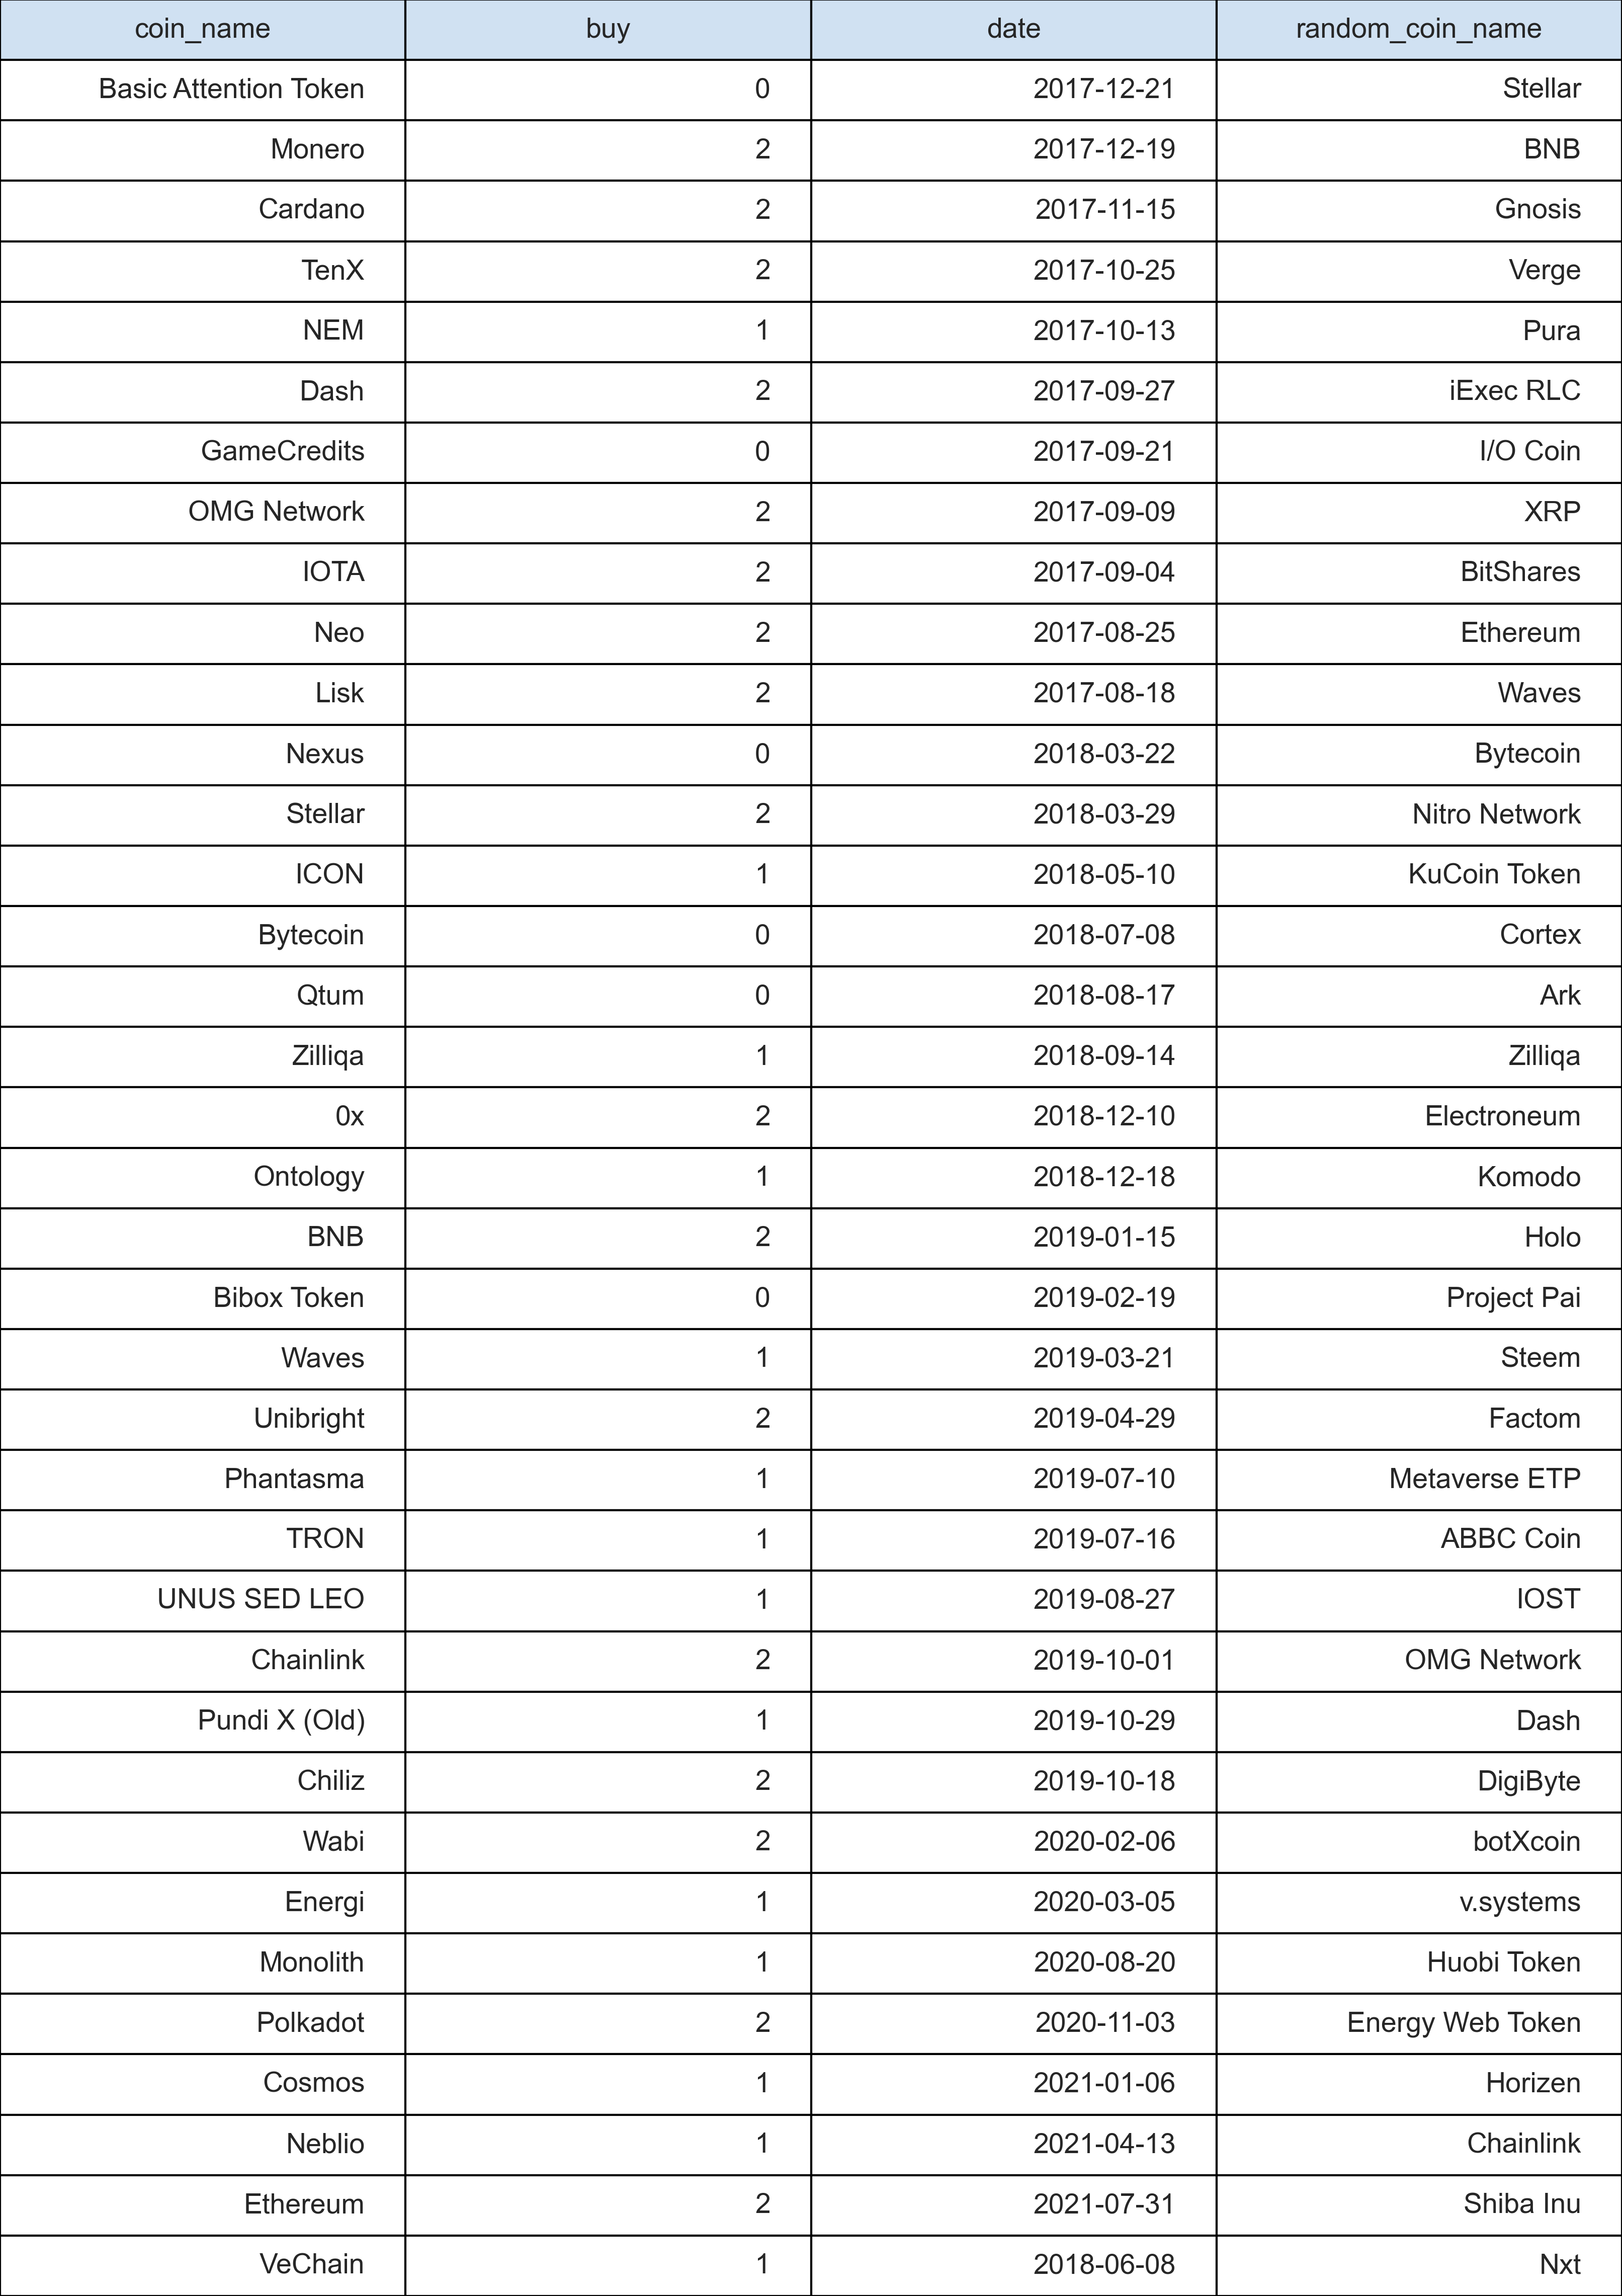 coin_name buy date random_coin_name
Basic Attention Token 0 2017-12-21 Stellar
Monero 2 2017-12-19 BNB
Cardano 2 2017-11-15 Gnosis
TenX 2 2017-10-25 Verge
NEM 1 2017-10-13 Pura
Dash 2 2017-09-27 iExec RLC
GameCredits 0 2017-09-21 I/O Coin
OMG Network 2 2017-09-09 XRP
IOTA 2 2017-09-04 BitShares
Neo 2 2017-08-25 Ethereum
Lisk 2 2017-08-18 Waves
Nexus 0 2018-03-22 Bytecoin
Stellar 2 2018-03-29 Nitro Network
ICON 1 2018-05-10 KuCoin Token
Bytecoin 0 2018-07-08 Cortex
Qtum 0 2018-08-17 Ark
Zilliqa 1 2018-09-14 Zilliqa
0x 2 2018-12-10 Electroneum
Ontology 1 2018-12-18 Komodo
BNB 2 2019-01-15 Holo
Bibox Token 0 2019-02-19 Project Pai
Waves 1 2019-03-21 Steem
Unibright 2 2019-04-29 Factom
Phantasma 1 2019-07-10 Metaverse ETP
TRON 1 2019-07-16 ABBC Coin
UNUS SED LEO 1 2019-08-27 IOST
Chainlink 2 2019-10-01 OMG Network
Pundi X (Old) 1 2019-10-29 Dash
Chiliz 2 2019-10-18 DigiByte
Wabi 2 2020-02-06 botXcoin
Energi 1 2020-03-05 v.systems
Monolith 1 2020-08-20 Huobi Token
Polkadot 2 2020-11-03 Energy Web Token
Cosmos 1 2021-01-06 Horizen
Neblio 1 2021-04-13 Chainlink
Ethereum 2 2021-07-31 Shiba Inu
VeChain 1 2018-06-08 Nxt